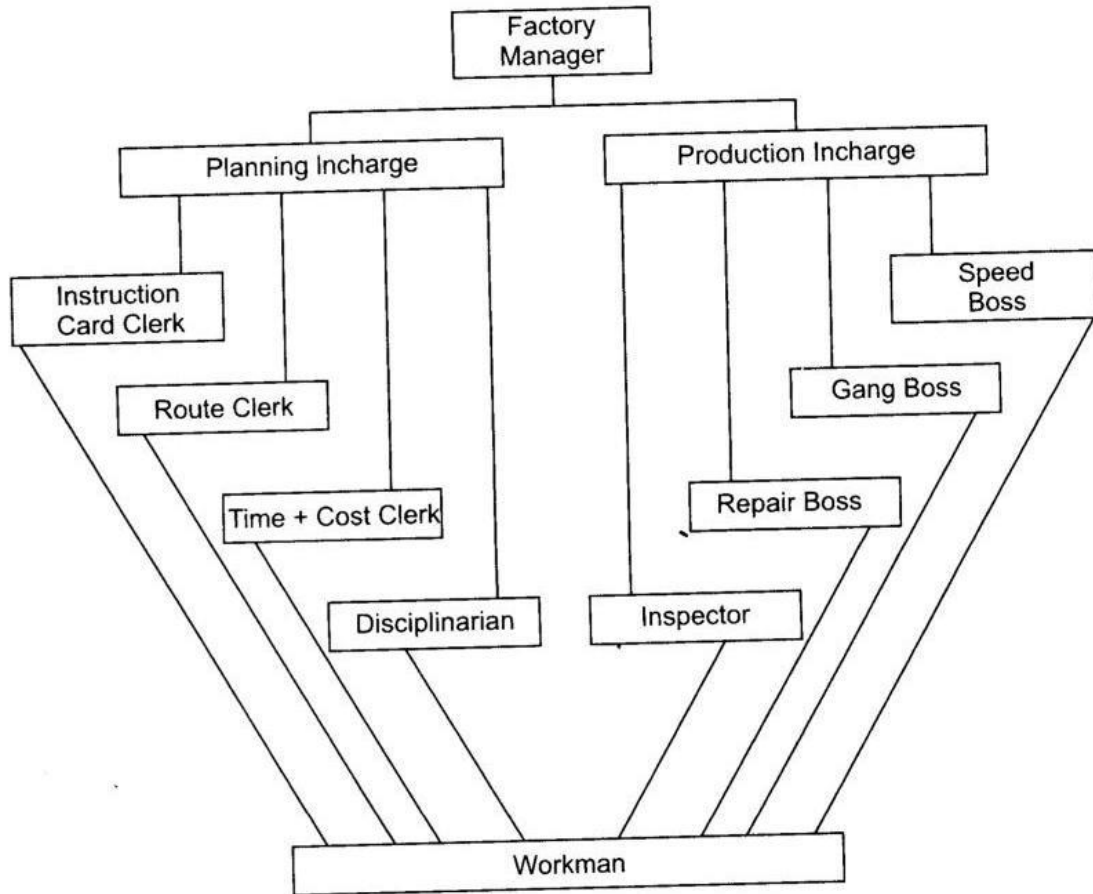 Factory
Manager
Planning Incharge
Production Incharge
Instruction
Card Clerk
Speed
Boss
Route Clerk
Gang Boss
Time + Cost Clerk
Repair Boss
Disciplinarian
Inspector
Workman